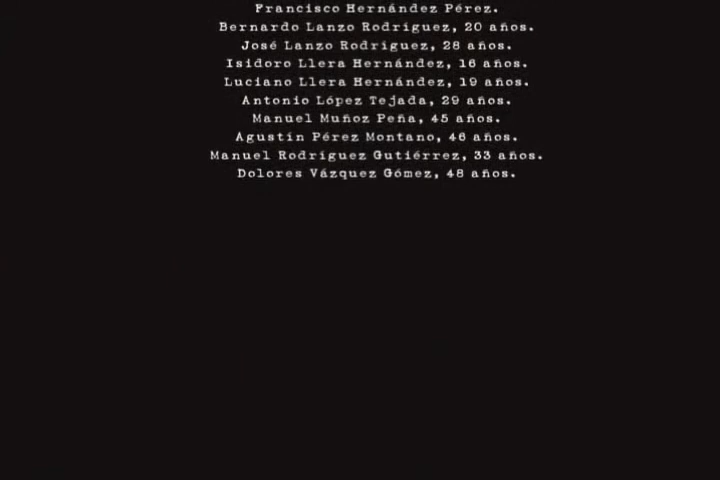 Francisco Hernández Pérez.
Bernardo Lanzo Rodríguez, 20 años.
José Lanzo Rodríguez, 28 años.
Isidoro Llera Hernández, 16 años.
Luciano Llera Hernández, 19 años.
Antonio López Tejada, 29 años.
Manuel Muñoz Peña, 45 años.
Agustín Pérez Montano, 46 años.
Manuel Rodríguez Gutiérrez, 33 años.
Dolores Vázquez Gómez, 48 años.